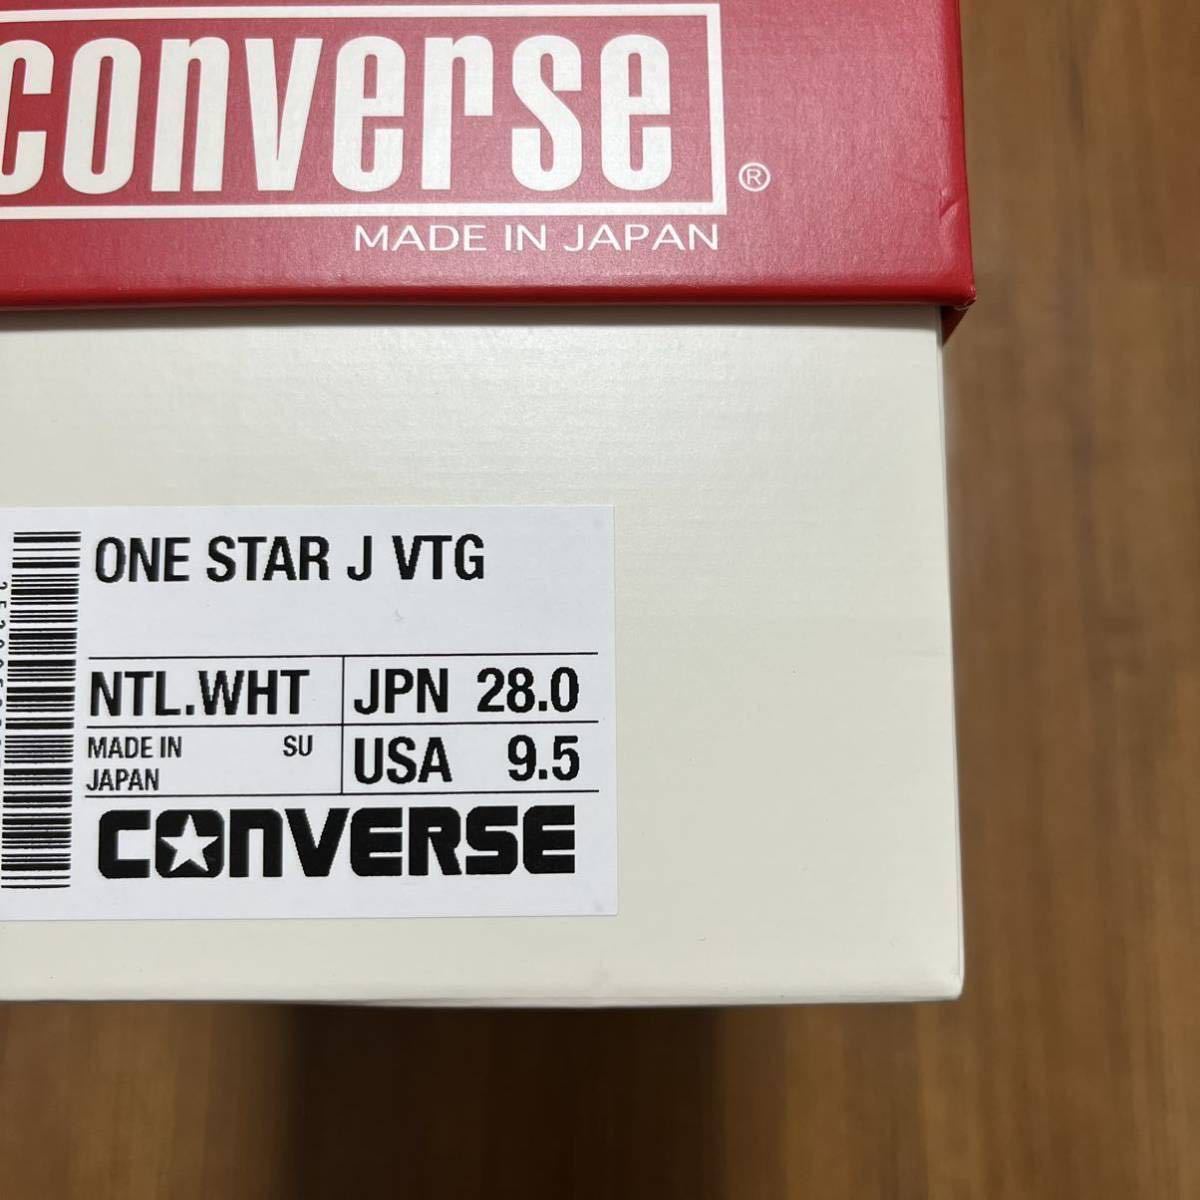 converse ®
MADE IN JAPAN
ONE STAR J VTG
NTL.WHT JPN 28.0
MADE IN JAPAN SU USA 9.5
CONVERSE